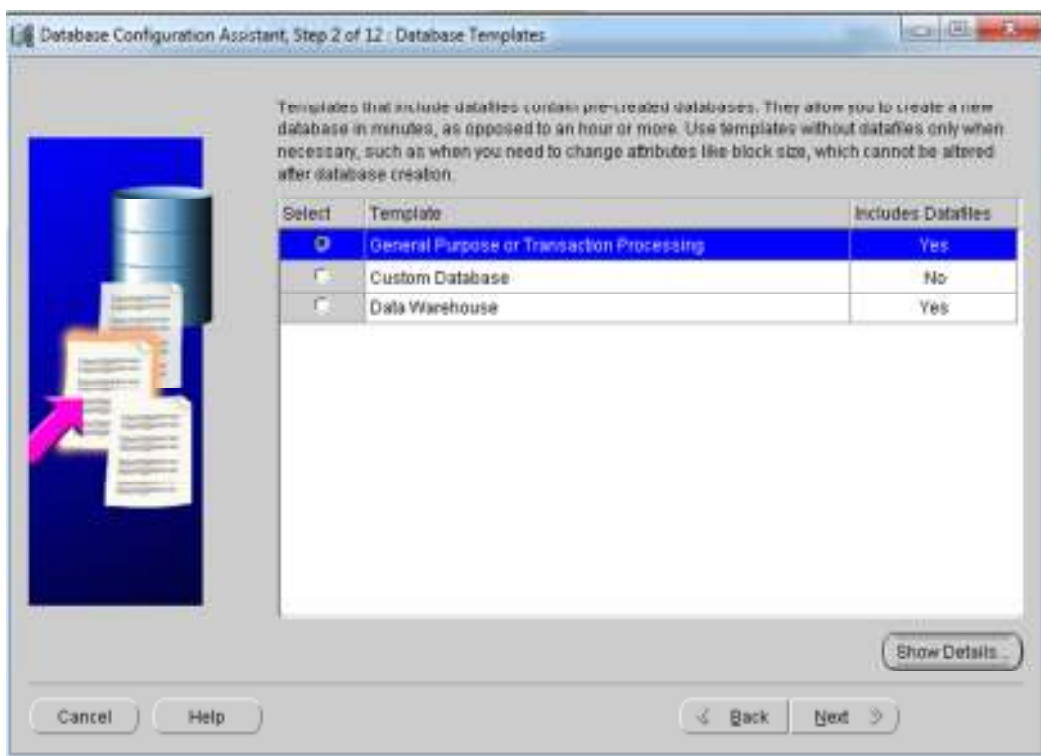 Database Configuration Assistant, Step 2 of 12 : Database Templates
Templates that include datafiles contain pre-created databases. They allow you to create a new
database in minutes, as opposed to an hour or more. Use templates without datafiles only when
necessary, such as when you need to change attributes like block size, which cannot be altered
after database creation.
Select Template Includes Datafiles
General Purpose or Transaction Processing Yes
Custom Database No
Data Warehouse Yes
Show Details...
Cancel Help Back Next